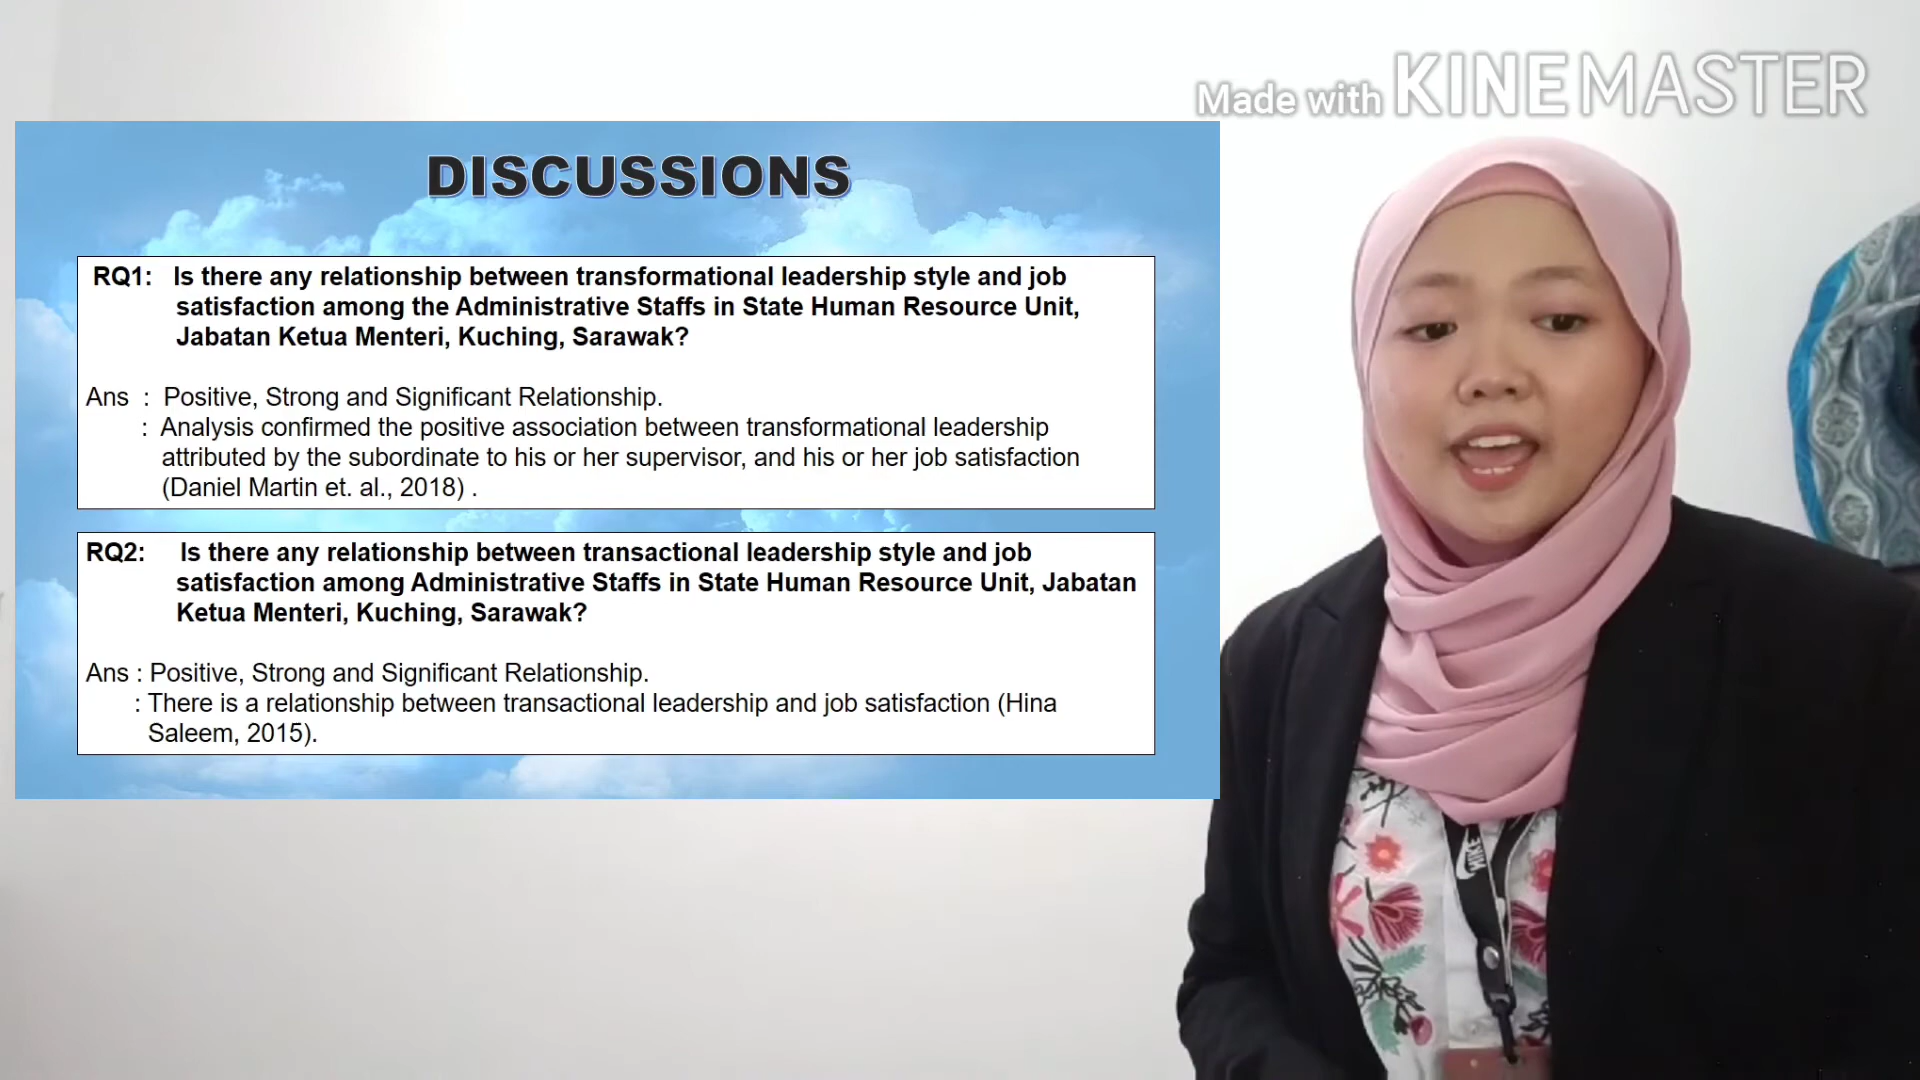 Made with KINEMASTER
DISCUSSIONS
RQ1: Is there any relationship between transformational leadership style and job
satisfaction among the Administrative Staffs in State Human Resource Unit,
Jabatan Ketua Menteri, Kuching, Sarawak?
Ans : Positive, Strong and Significant Relationship.
: Analysis confirmed the positive association between transformational leadership
attributed by the subordinate to his or her supervisor, and his or her job satisfaction
(Daniel Martin et. al., 2018) .
RQ2: Is there any relationship between transactional leadership style and job
satisfaction among Administrative Staffs in State Human Resource Unit, Jabatan
Ketua Menteri, Kuching, Sarawak?
Ans : Positive, Strong and Significant Relationship.
: There is a relationship between transactional leadership and job satisfaction (Hina
Saleem, 2015).
NIKE